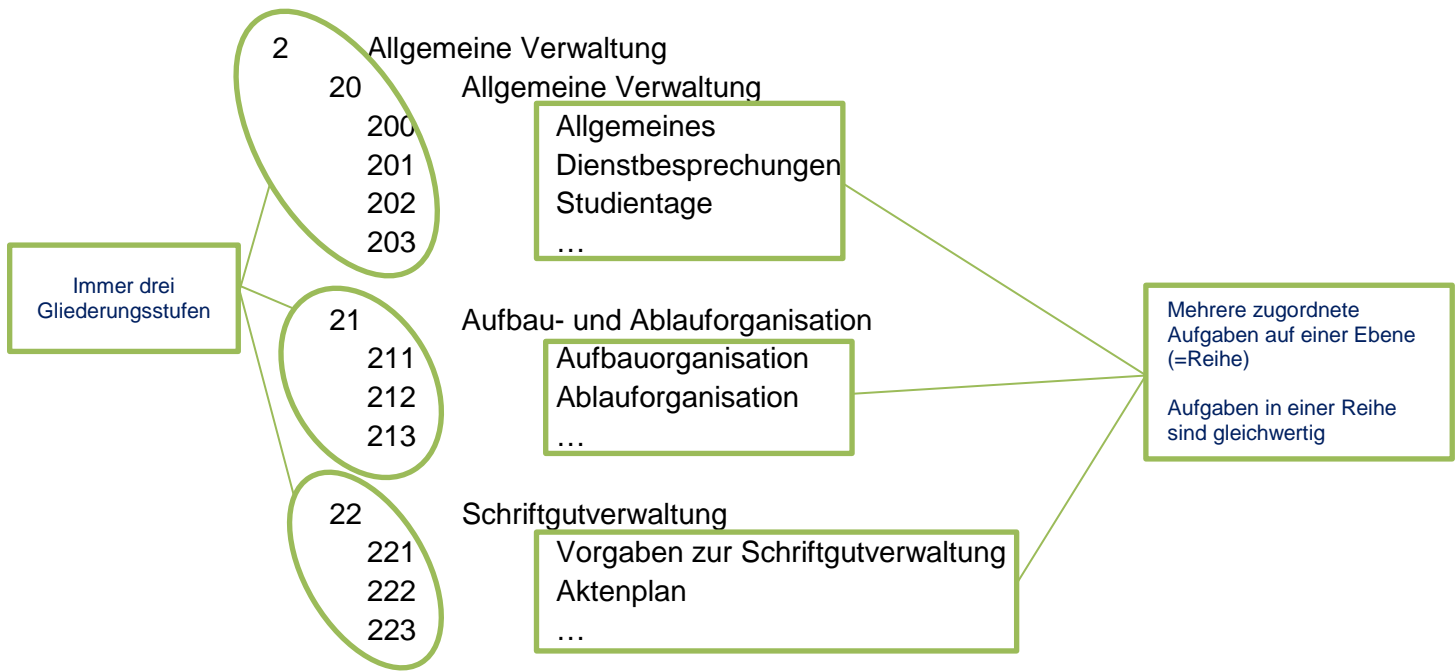 2 Allgemeine Verwaltung
20 Allgemeine Verwaltung
200 Allgemeines
201 Dienstbesprechungen
202 Studientage
203 …
Immer drei
Gliederungsstufen
21 Aufbau- und Ablauforganisation
211 Aufbauorganisation
212 Ablauforganisation
213 …
22 Schriftgutverwaltung
221 Vorgaben zur Schriftgutverwaltung
222 Aktenplan
223 …
Mehrere zugordnete
Aufgaben auf einer Ebene
(=Reihe)
Aufgaben in einer Reihe
sind gleichwertig